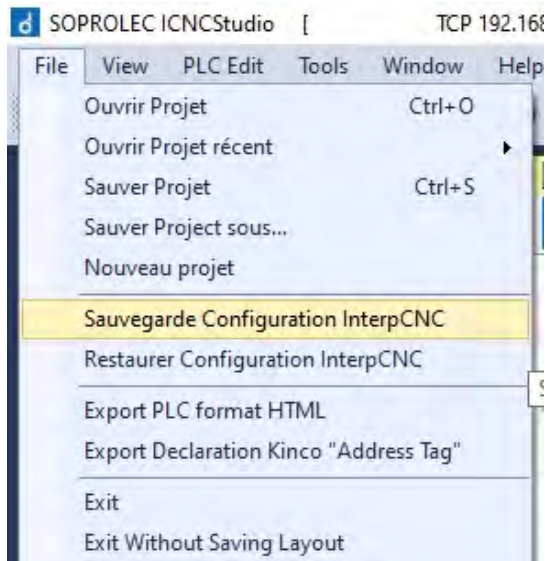 SOPROLEC ICNCStudio [ TCP 192.168
File View PLC Edit Tools Window Help
Ouvrir Projet Ctrl+O
Ouvrir Projet récent
Sauver Projet Ctrl+S
Sauver Project sous...
Nouveau projet
Sauvegarde Configuration InterpCNC
Restaurer Configuration InterpCNC
Export PLC format HTML
Export Declaration Kinco "Address Tag"
Exit
Exit Without Saving Layout